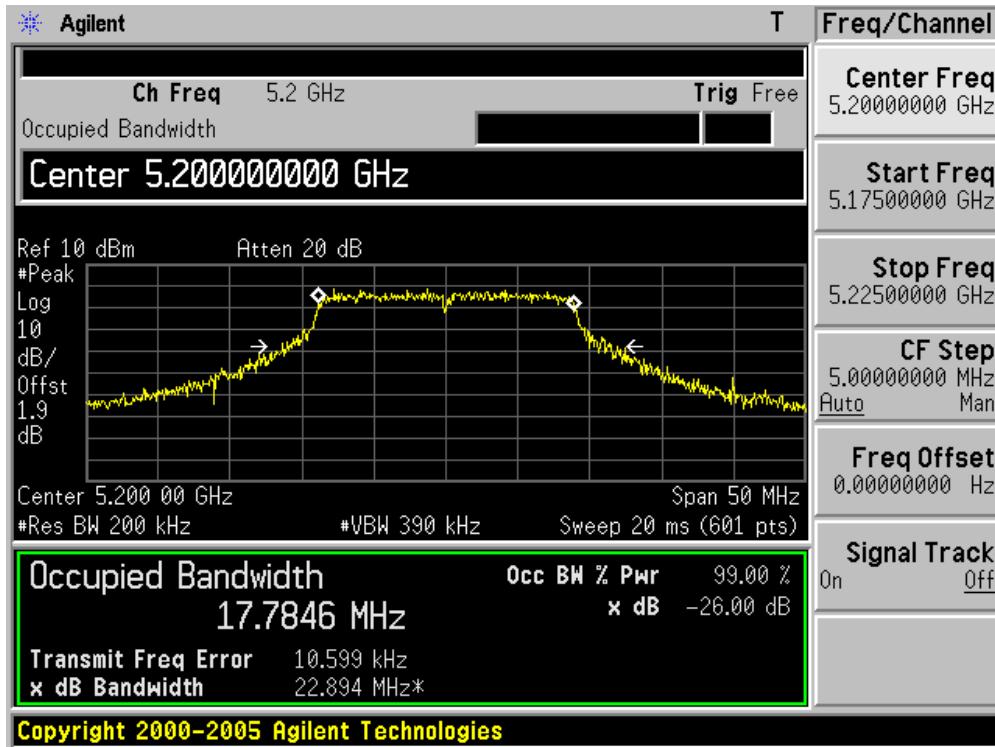 Agilent T
Freq/Channel
Ch Freq 5.2 GHz Trig Free
Occupied Bandwidth
Center 5.200000000 GHz
Ref 10 dBm Atten 20 dB
#Peak
Log
10
dB/
Offst
1.9
dB
Center 5.200 00 GHz Span 50 MHz
#Res BW 200 kHz #VBW 390 kHz Sweep 20 ms (601 pts)
Occupied Bandwidth
17.7846 MHz
Occ BW % Pwr 99.00 %
x dB -26.00 dB
Transmit Freq Error 10.599 kHz
x dB Bandwidth 22.894 MHz*
Copyright 2000-2005 Agilent Technologies
Center Freq
5.20000000 GHz
Start Freq
5.17500000 GHz
Stop Freq
5.22500000 GHz
CF Step
5.00000000 MHz
Auto Man
Freq Offset
0.00000000 Hz
Signal Track
On Off